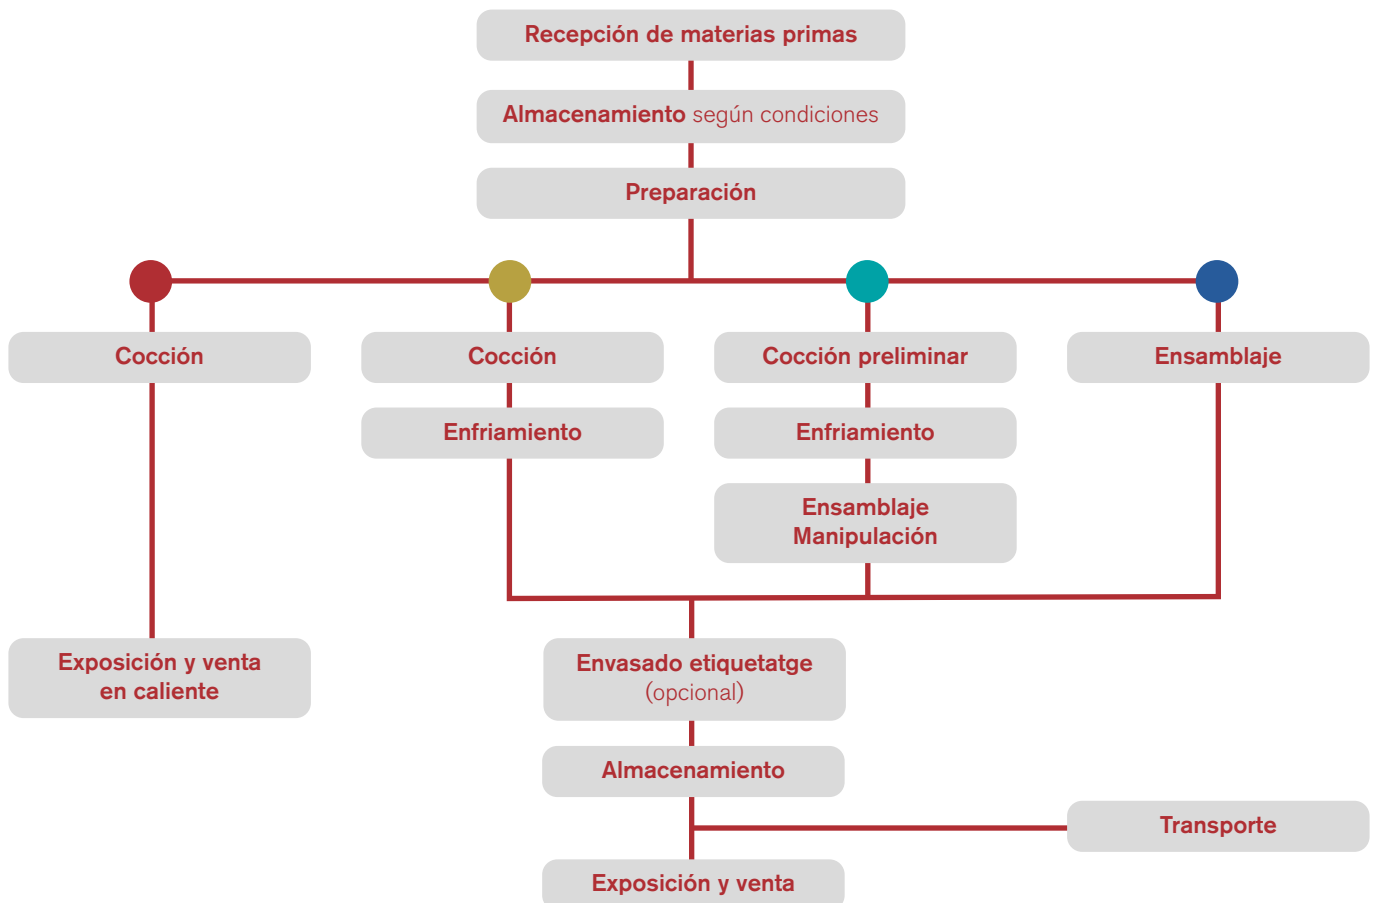 Recepción de materias primas
Almacenamiento según condiciones
Preparación
Cocción
Cocción
Cocción preliminar
Ensamblaje
Enfriamiento
Enfriamiento
Ensamblaje
Manipulación
Exposición y venta
en caliente
Envasado etiquetatge
(opcional)
Almacenamiento
Transporte
Exposición y venta